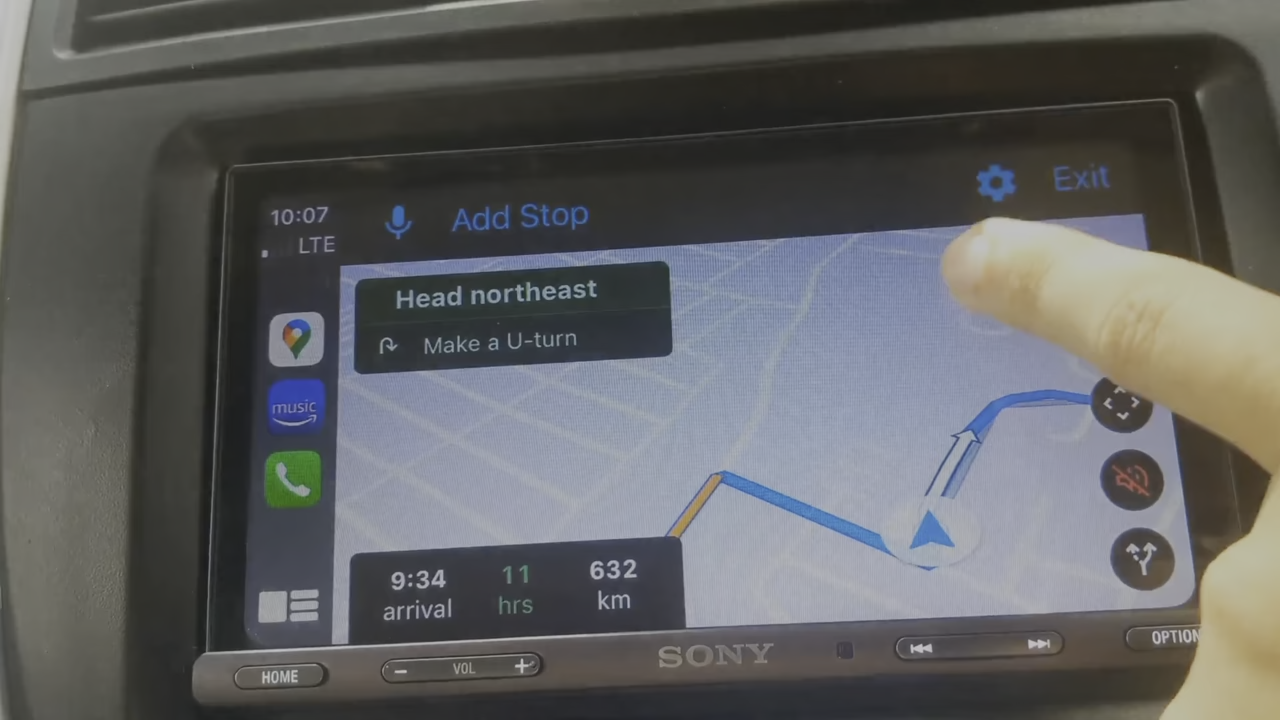 10:07
LTE
Add Stop
Exit
Head northeast
Make a U-turn
music
9:34
arrival
11
hrs
632
km
SONY
HOME
VOL
OPTION